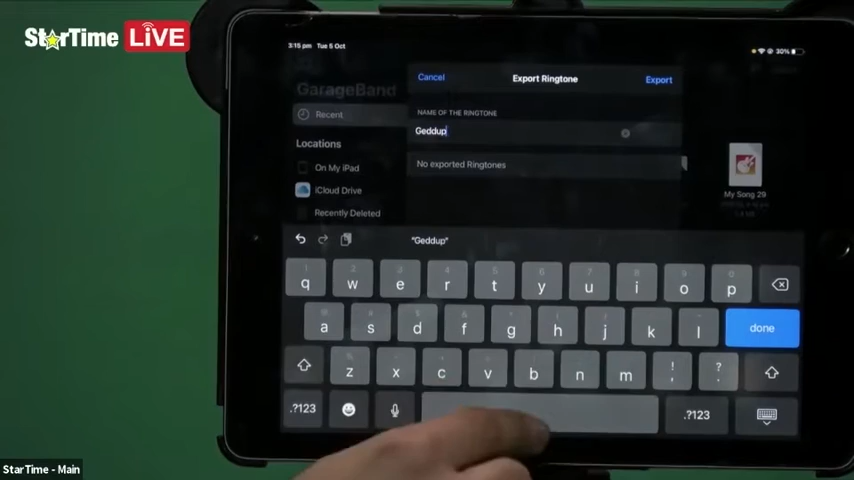 StarTime LIVE
3:15 pm Tue 5 Oct
30%
Cancel
Export Ringtone
Export
GarageBand
NAME OF THE RINGTONE
Recent
Geddup
Locations
No exported Ringtones
On My iPad
iCloud Drive
My Song 29
Recently Deleted
"Geddup"
q w e r t y u i o p
a s d f g h j k l done
z x c v b n m ! , ? .
.?123 .?123
StarTime - Main